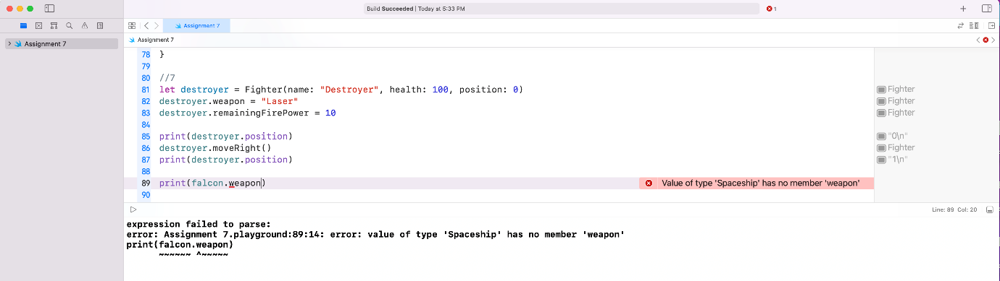 Build Succeeded | Today at 5:33 PM
1
Assignment 7
Assignment 7
Assignment 7
78 }
79
80 //7
81 let destroyer = Fighter(name: "Destroyer", health: 100, position: 0)
Fighter
82 destroyer.weapon = "Laser"
Fighter
83 destroyer.remainingFirePower = 10
Fighter
84
85 print(destroyer.position)
"0\n"
86 destroyer.moveRight()
Fighter
87 print(destroyer.position)
"1\n"
88
89 print(falcon.weapon)
Value of type 'Spaceship' has no member 'weapon'
90
Line: 89 Col: 20
expression failed to parse:
error: Assignment 7.playground:89:14: error: value of type 'Spaceship' has no member 'weapon'
print(falcon.weapon)
~~~~~~ ^~~~~~